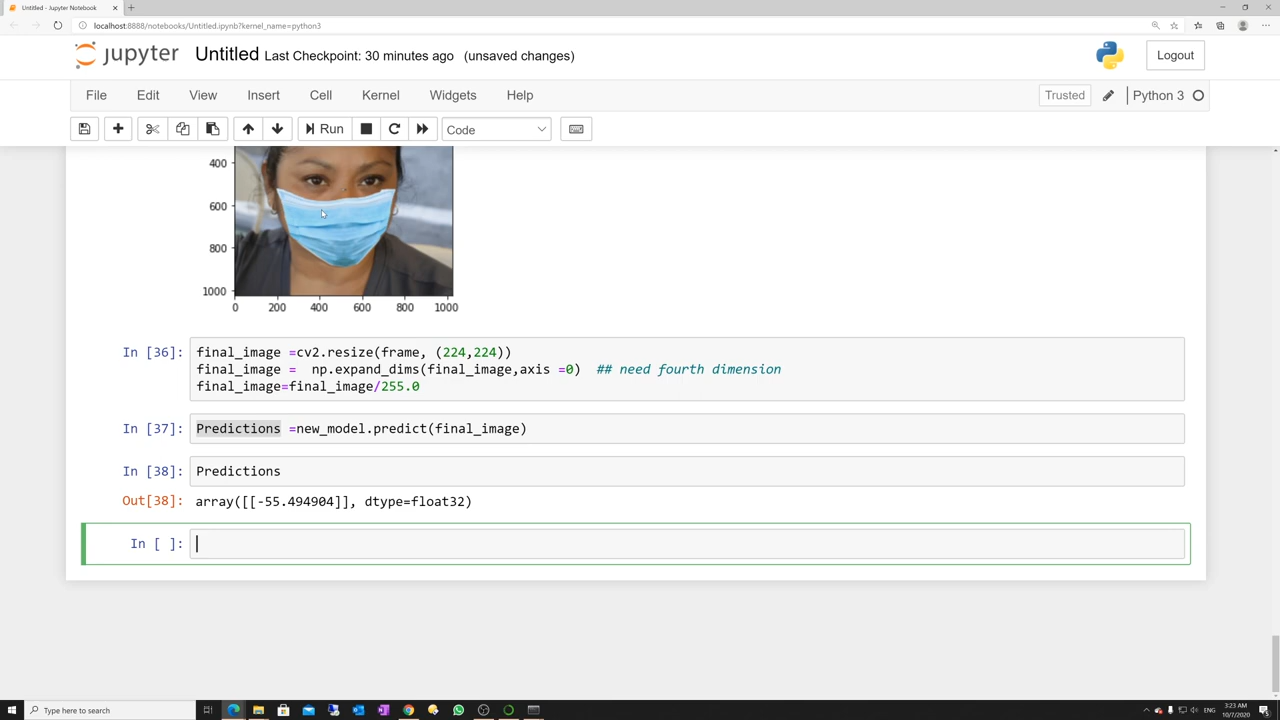 Untitled - Jupyter Notebook
localhost:8888/notebooks/Untitled.ipynb?kernel_name=python3
jupyter Untitled Last Checkpoint: 30 minutes ago (unsaved changes)
Logout
File Edit View Insert Cell Kernel Widgets Help
Trusted Python 3
Run Code
400
600
800
1000
0 200 400 600 800 1000
In [36]: final_image =cv2.resize(frame, (224,224))
final_image = np.expand_dims(final_image,axis =0) ## need fourth dimension
final_image=final_image/255.0
In [37]: Predictions =new_model.predict(final_image)
In [38]: Predictions
Out[38]: array([[-55.494904]], dtype=float32)
In [ ]:
Type here to search
ENG
3:23 AM
10/7/2020